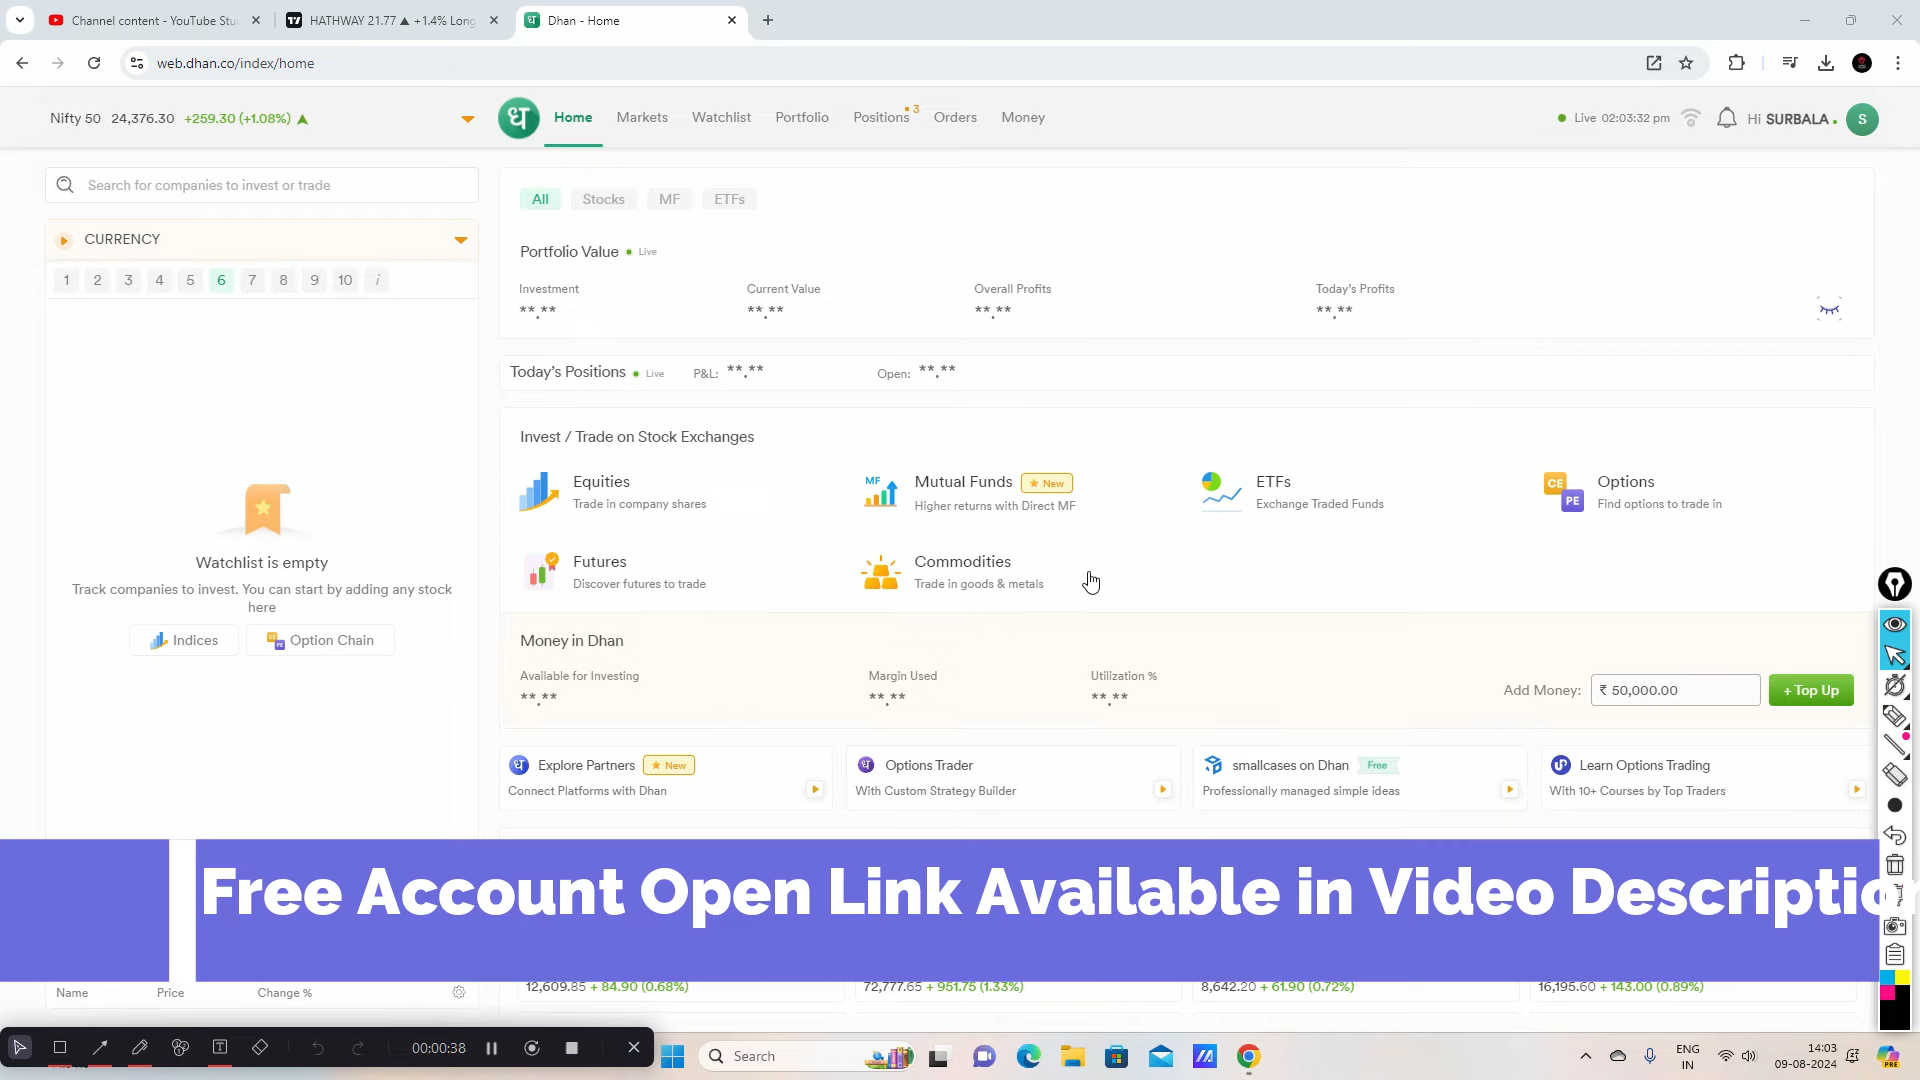 Channel content - YouTube Stu
HATHWAY 21.77 ▲ +1.4% Long
Dhan - Home
web.dhan.co/index/home
Nifty 50 24,376.30 +259.30 (+1.08%) ▲
ध
Home
Markets
Watchlist
Portfolio
Positions 3
Orders
Money
Live 02:03:32 pm
Hi SURBALA.
S
Search for companies to invest or trade
CURRENCY
1 2 3 4 5 6 7 8 9 10 i
Watchlist is empty
Track companies to invest. You can start by adding any stock
here
Indices
Option Chain
Name Price Change %
All Stocks MF ETFs
Portfolio Value Live
Investment Current Value Overall Profits Today's Profits
**.** **.** **.** **.**
Today's Positions Live P&L: **.** Open: **.**
Invest / Trade on Stock Exchanges
Equities
Trade in company shares
MF
Mutual Funds New
Higher returns with Direct MF
ETFs
Exchange Traded Funds
CE
PE
Options
Find options to trade in
Futures
Discover futures to trade
Commodities
Trade in goods & metals
Money in Dhan
Available for Investing Margin Used Utilization %
**.** **.** **.**
Add Money: ₹ 50,000.00 + Top Up
Explore Partners New
Connect Platforms with Dhan
Options Trader
With Custom Strategy Builder
smallcases on Dhan Free
Professionally managed simple ideas
Learn Options Trading
With 10+ Courses by Top Traders
Free Account Open Link Available in Video Description
12,609.85 + 84.90 (0.68%)
72,777.65 + 951.75 (1.33%)
8,642.20 + 61.90 (0.72%)
16,195.60 + 143.00 (0.89%)
00:00:38
Search
ENG
IN
14:03
09-08-2024
PRE